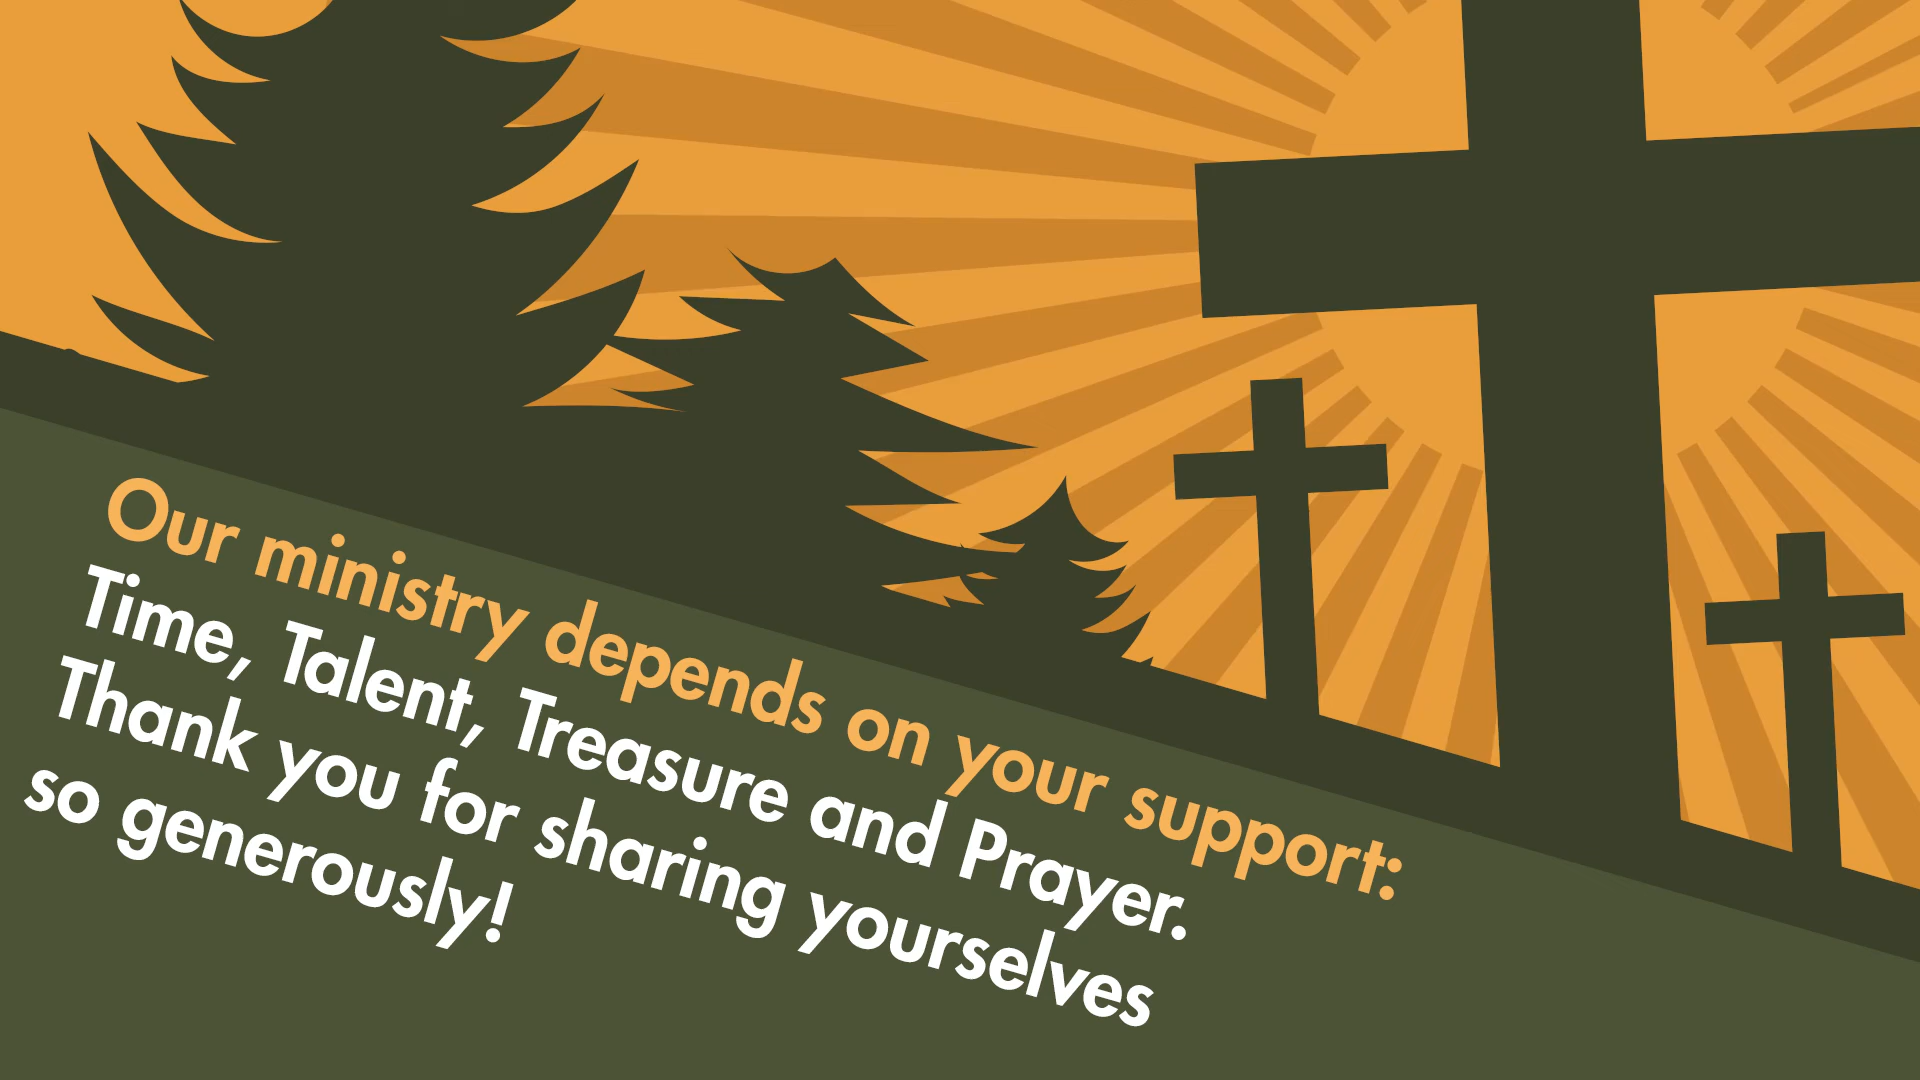 Our ministry depends on your support:
Time, Talent, Treasure and Prayer.
Thank you for sharing yourselves
so generously!